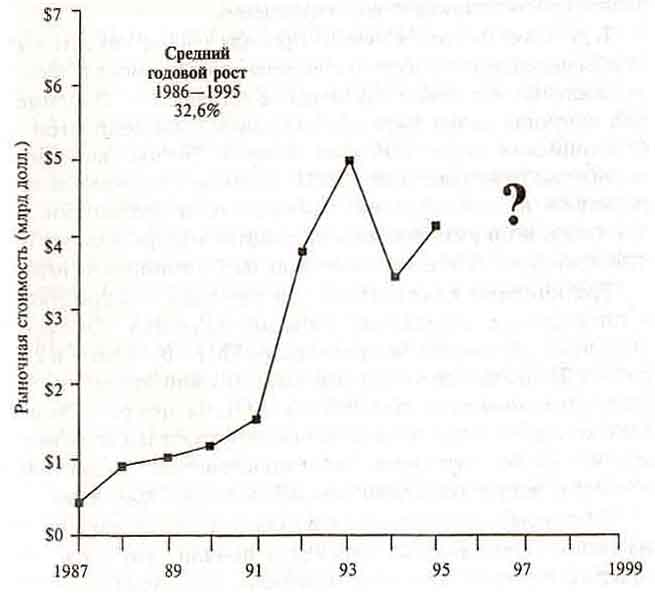 $7
Средний
годовой рост
1986—1995
32,6%
$6
$5
?
$4
$3
$2
$1
$0
Рыночная стоимость (млрд долл.)
1987 89 91 93 95 97 1999